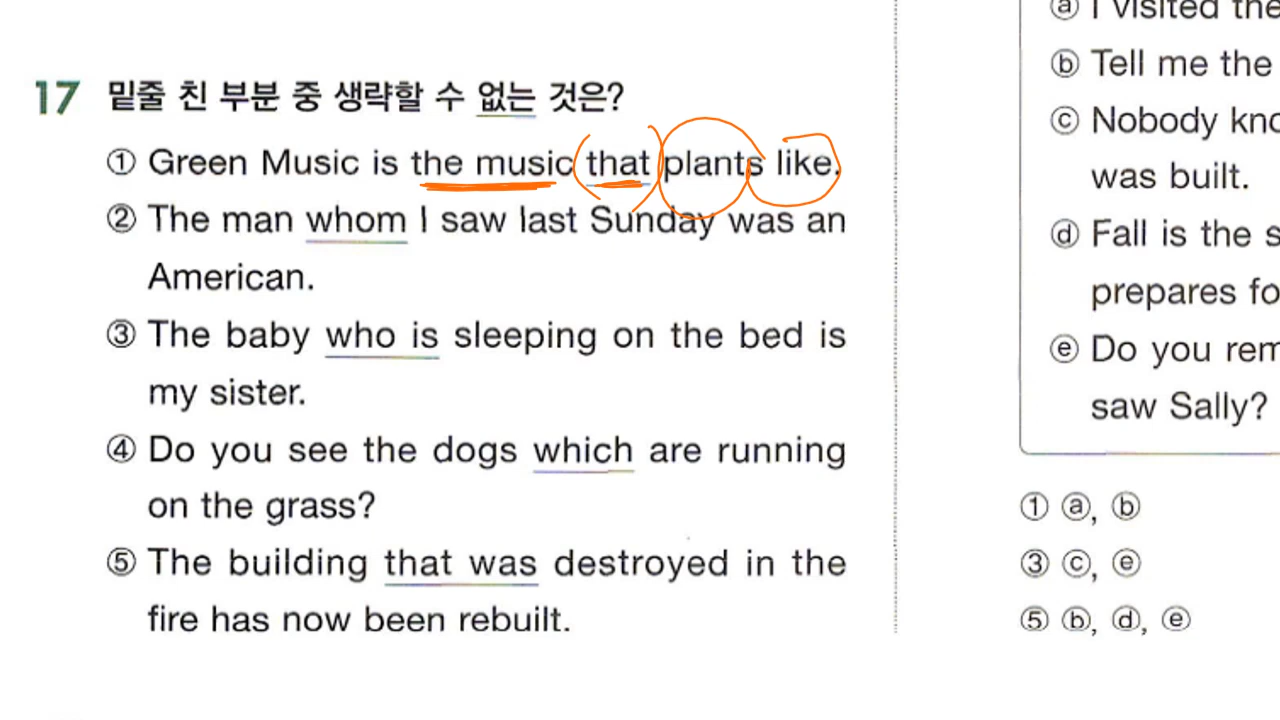 17 밑줄 친 부분 중 생략할 수 없는 것은?
① Green Music is the music that plants like.
② The man whom I saw last Sunday was an
American.
③ The baby who is sleeping on the bed is
my sister.
④ Do you see the dogs which are running
on the grass?
⑤ The building that was destroyed in the
fire has now been rebuilt.
ⓐ I visited the
ⓑ Tell me the
ⓒ Nobody kno
was built.
ⓓ Fall is the s
prepares fo
ⓔ Do you rem
saw Sally?
① ⓐ, ⓑ
③ ⓒ, ⓔ
⑤ ⓑ, ⓓ, ⓔ